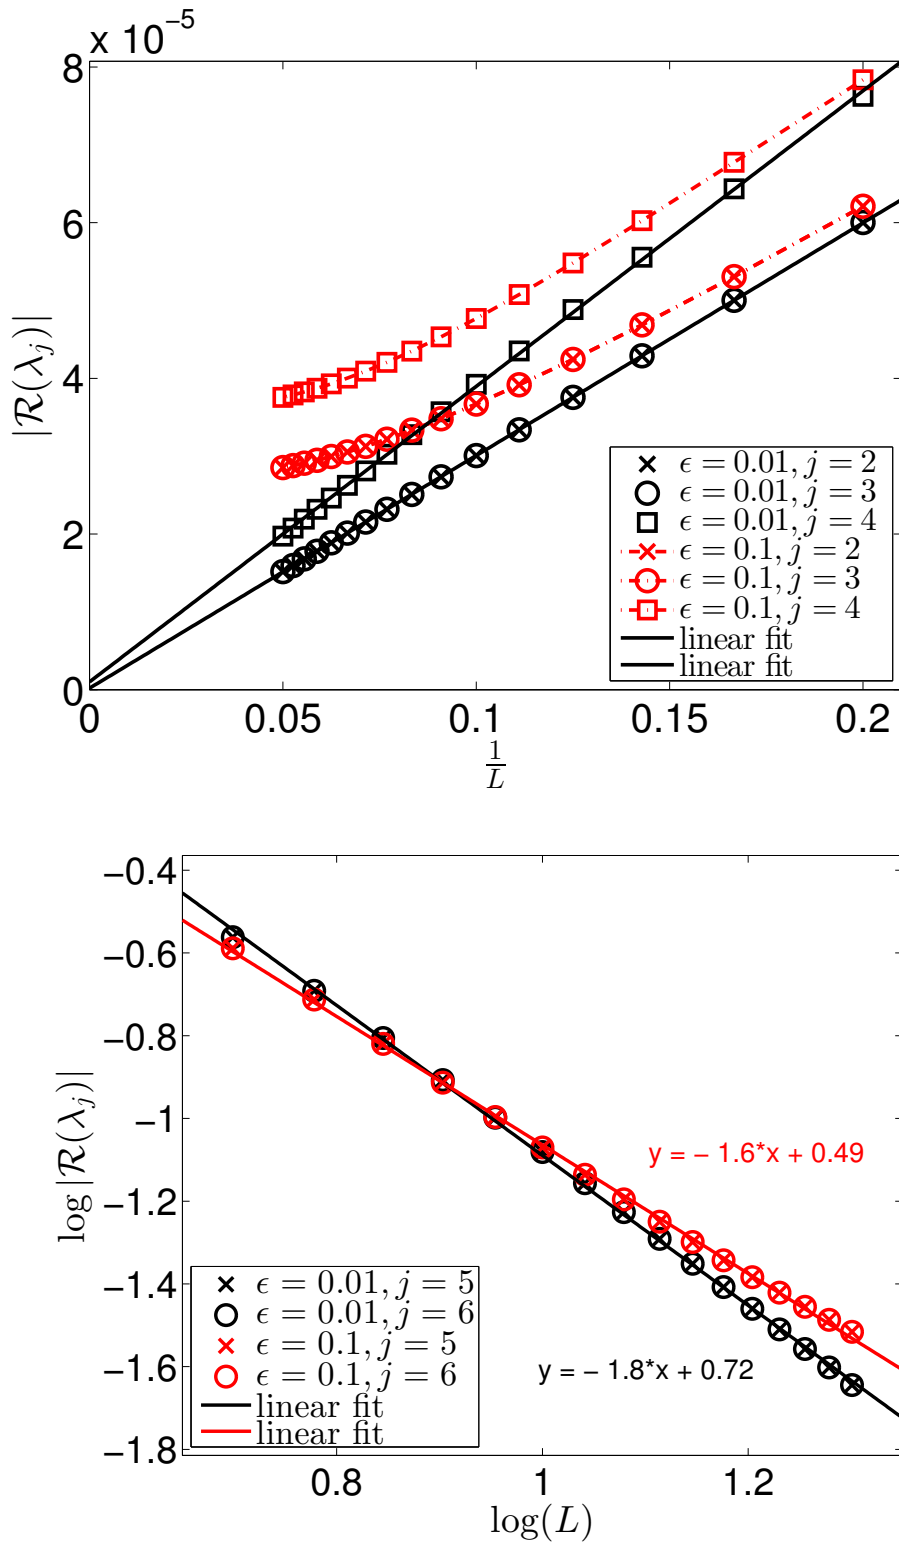 x 10⁻⁵
8
6
4
2
0
|ℛ(λⱼ)|
0 0.05 0.1 0.15 0.2
1/L
ϵ = 0.01, j = 2
ϵ = 0.01, j = 3
ϵ = 0.01, j = 4
ϵ = 0.1, j = 2
ϵ = 0.1, j = 3
ϵ = 0.1, j = 4
linear fit
linear fit
−0.4
−0.6
−0.8
−1
−1.2
−1.4
−1.6
−1.8
log |ℛ(λⱼ)|
y = − 1.6*x + 0.49
y = − 1.8*x + 0.72
ϵ = 0.01, j = 5
ϵ = 0.01, j = 6
ϵ = 0.1, j = 5
ϵ = 0.1, j = 6
linear fit
linear fit
0.8 1 1.2
log(L)